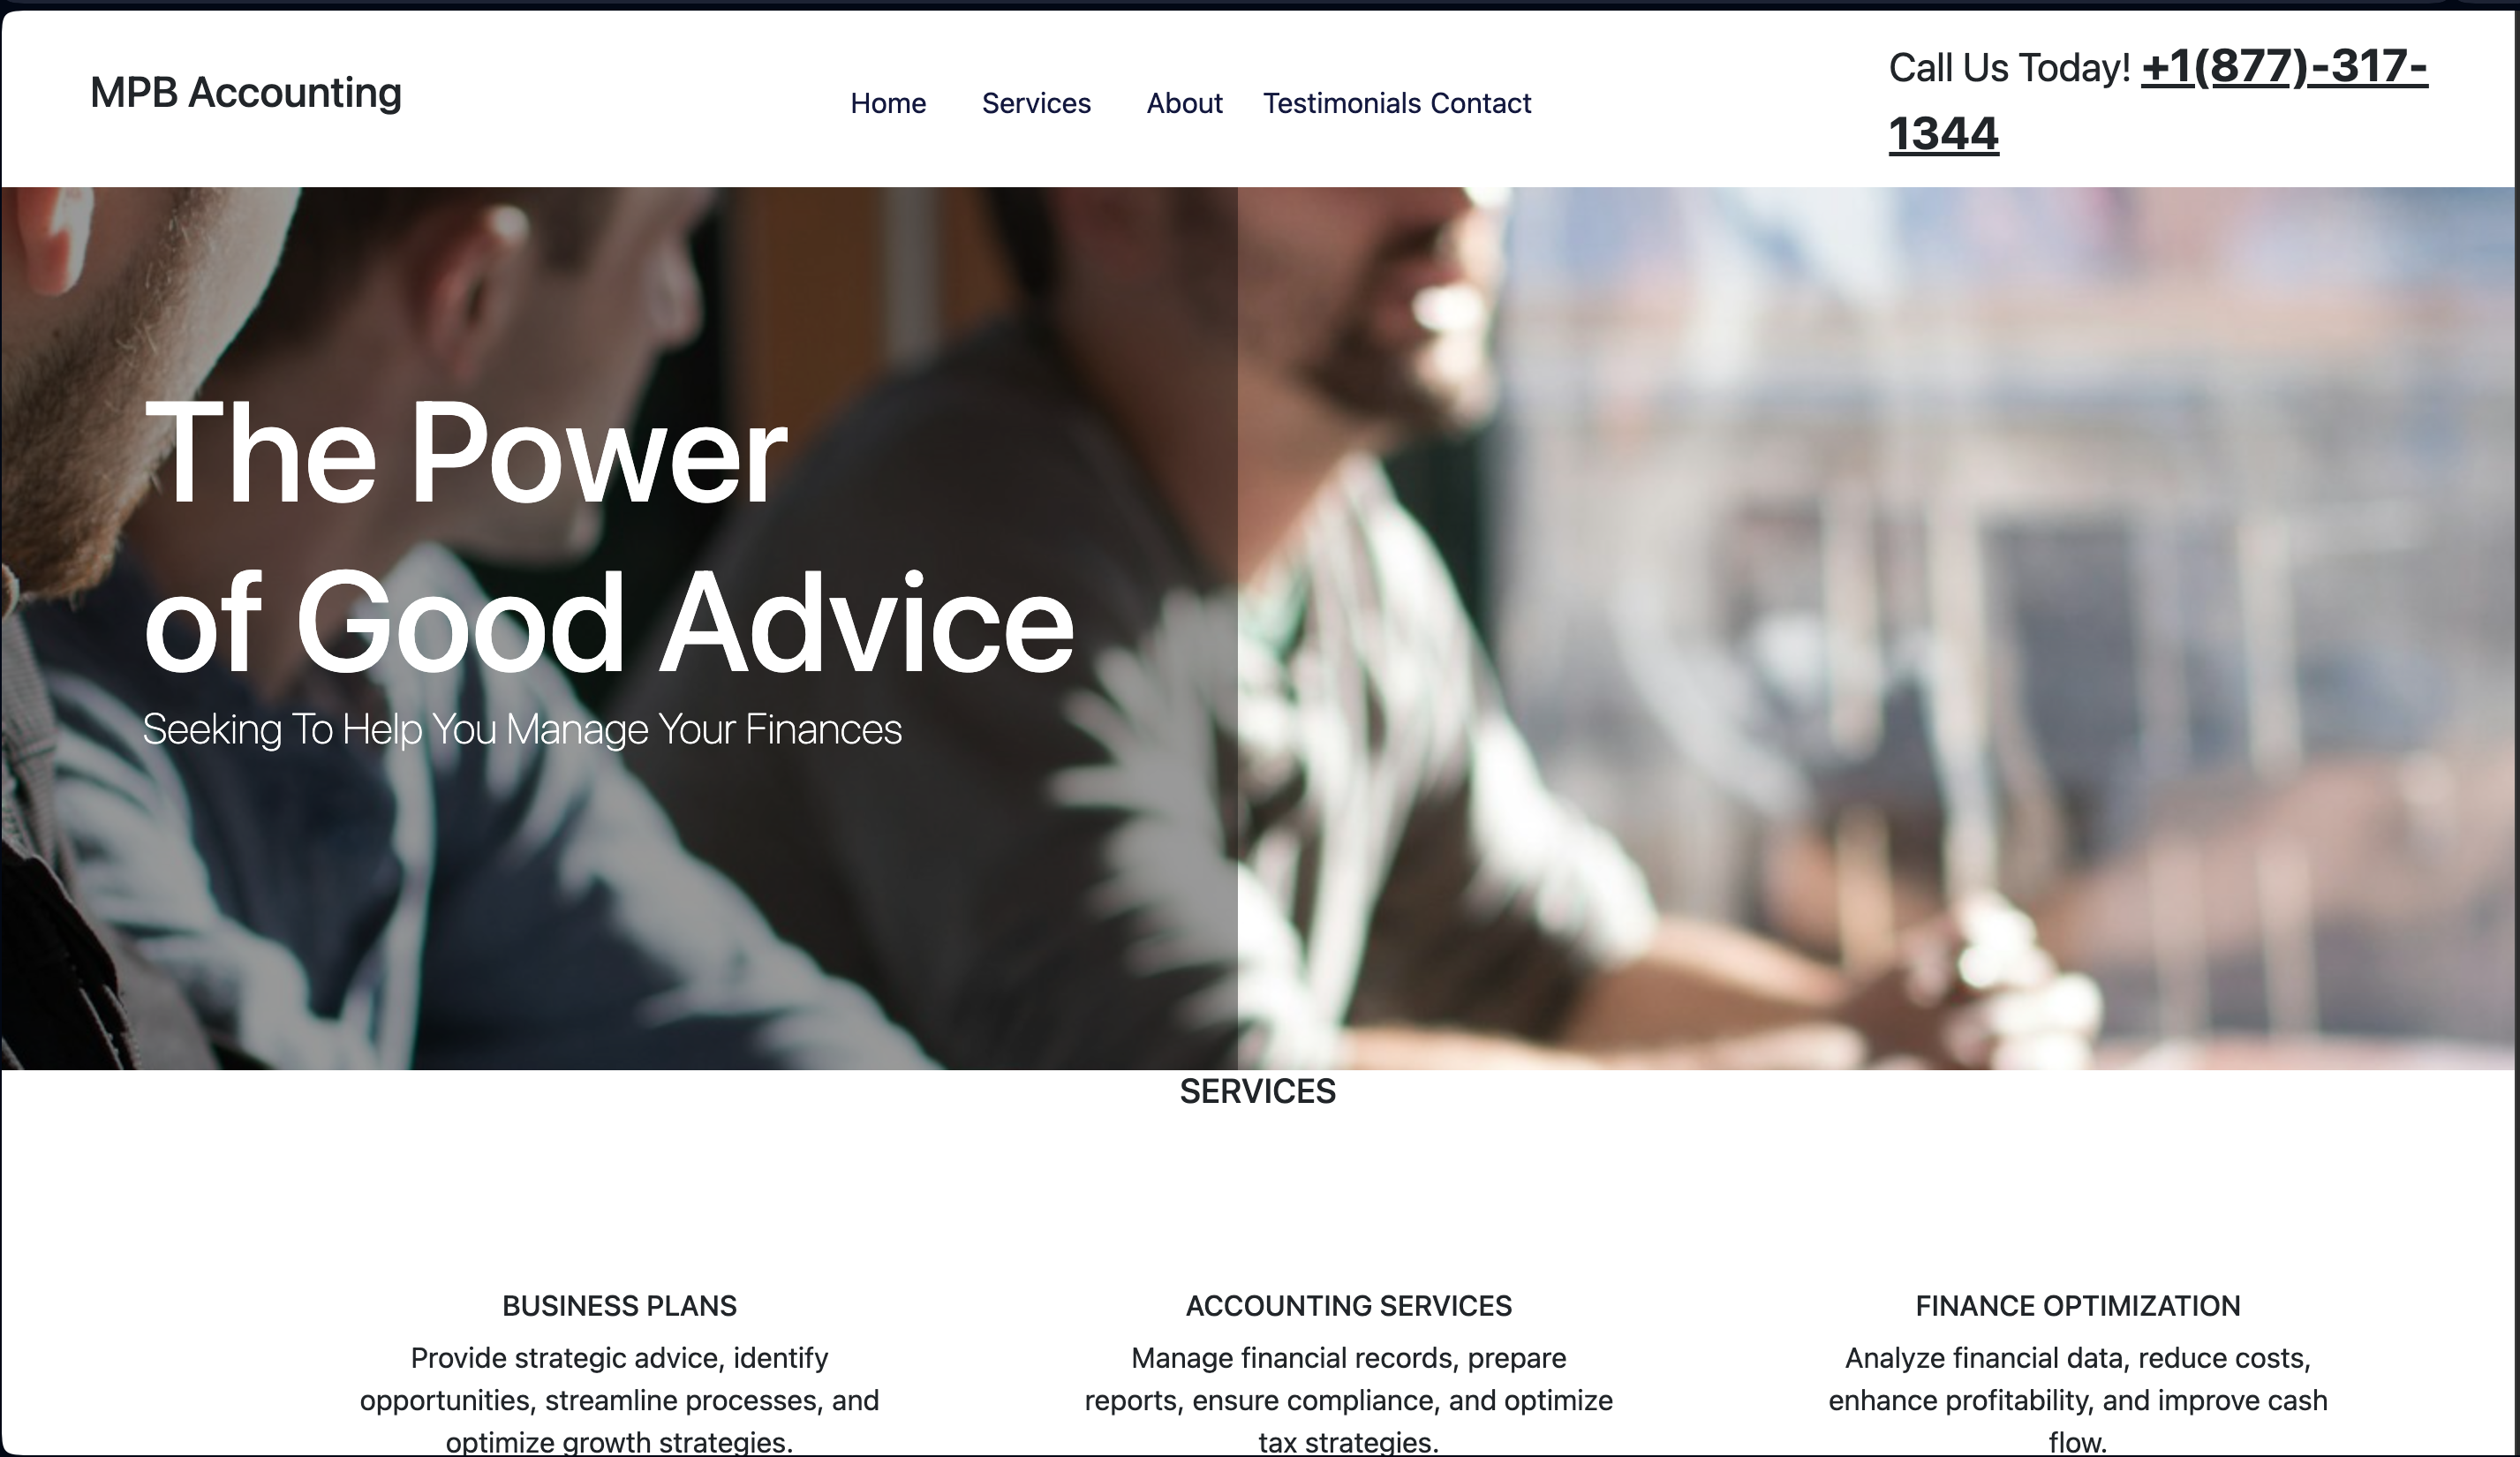 MPB Accounting
Home Services About Testimonials Contact
Call Us Today! +1(877)-317-
1344
The Power
of Good Advice
Seeking To Help You Manage Your Finances
SERVICES
BUSINESS PLANS
Provide strategic advice, identify
opportunities, streamline processes, and
optimize growth strategies.
ACCOUNTING SERVICES
Manage financial records, prepare
reports, ensure compliance, and optimize
tax strategies.
FINANCE OPTIMIZATION
Analyze financial data, reduce costs,
enhance profitability, and improve cash
flow.